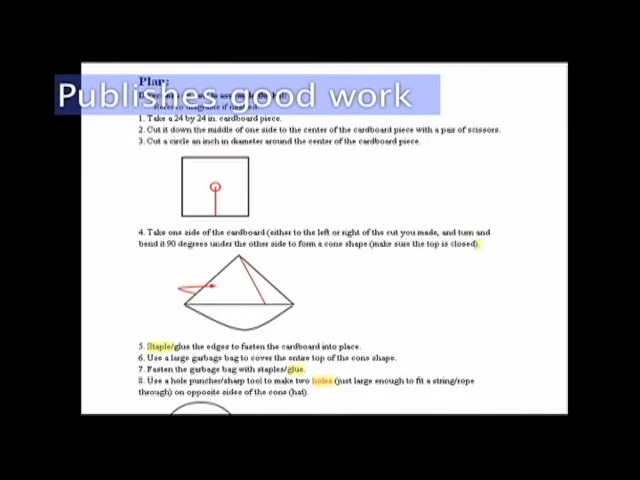 Plan:
Publishes good work
1. Take a 24 by 24 in. cardboard piece.
2. Cut it down the middle of one side to the center of the cardboard piece with a pair of scissors.
3. Cut a circle an inch in diameter around the center of the cardboard piece.
4. Take one side of the cardboard (either to the left or right of the cut you made, and turn and
bend it 90 degrees under the other side to form a cone shape (make sure the top is closed).
5. Staple/glue the edges to fasten the cardboard into place.
6. Use a large garbage bag to cover the entire top of the cone shape.
7. Fasten the garbage bag with staples/glue.
8. Use a hole puncher/sharp tool to make two holes (just large enough to fit a string/rope
through) on opposite sides of the cone (hat).